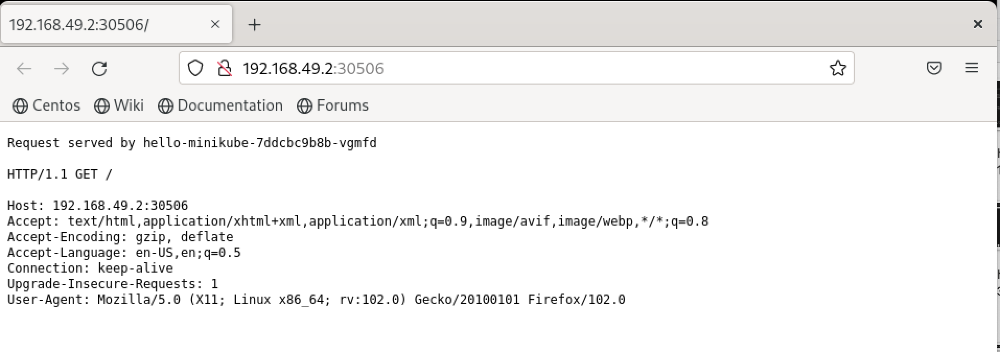 192.168.49.2:30506/
192.168.49.2:30506
Centos Wiki Documentation Forums
Request served by hello-minikube-7ddcbc9b8b-vgmfd
HTTP/1.1 GET /
Host: 192.168.49.2:30506
Accept: text/html,application/xhtml+xml,application/xml;q=0.9,image/avif,image/webp,*/*;q=0.8
Accept-Encoding: gzip, deflate
Accept-Language: en-US,en;q=0.5
Connection: keep-alive
Upgrade-Insecure-Requests: 1
User-Agent: Mozilla/5.0 (X11; Linux x86_64; rv:102.0) Gecko/20100101 Firefox/102.0